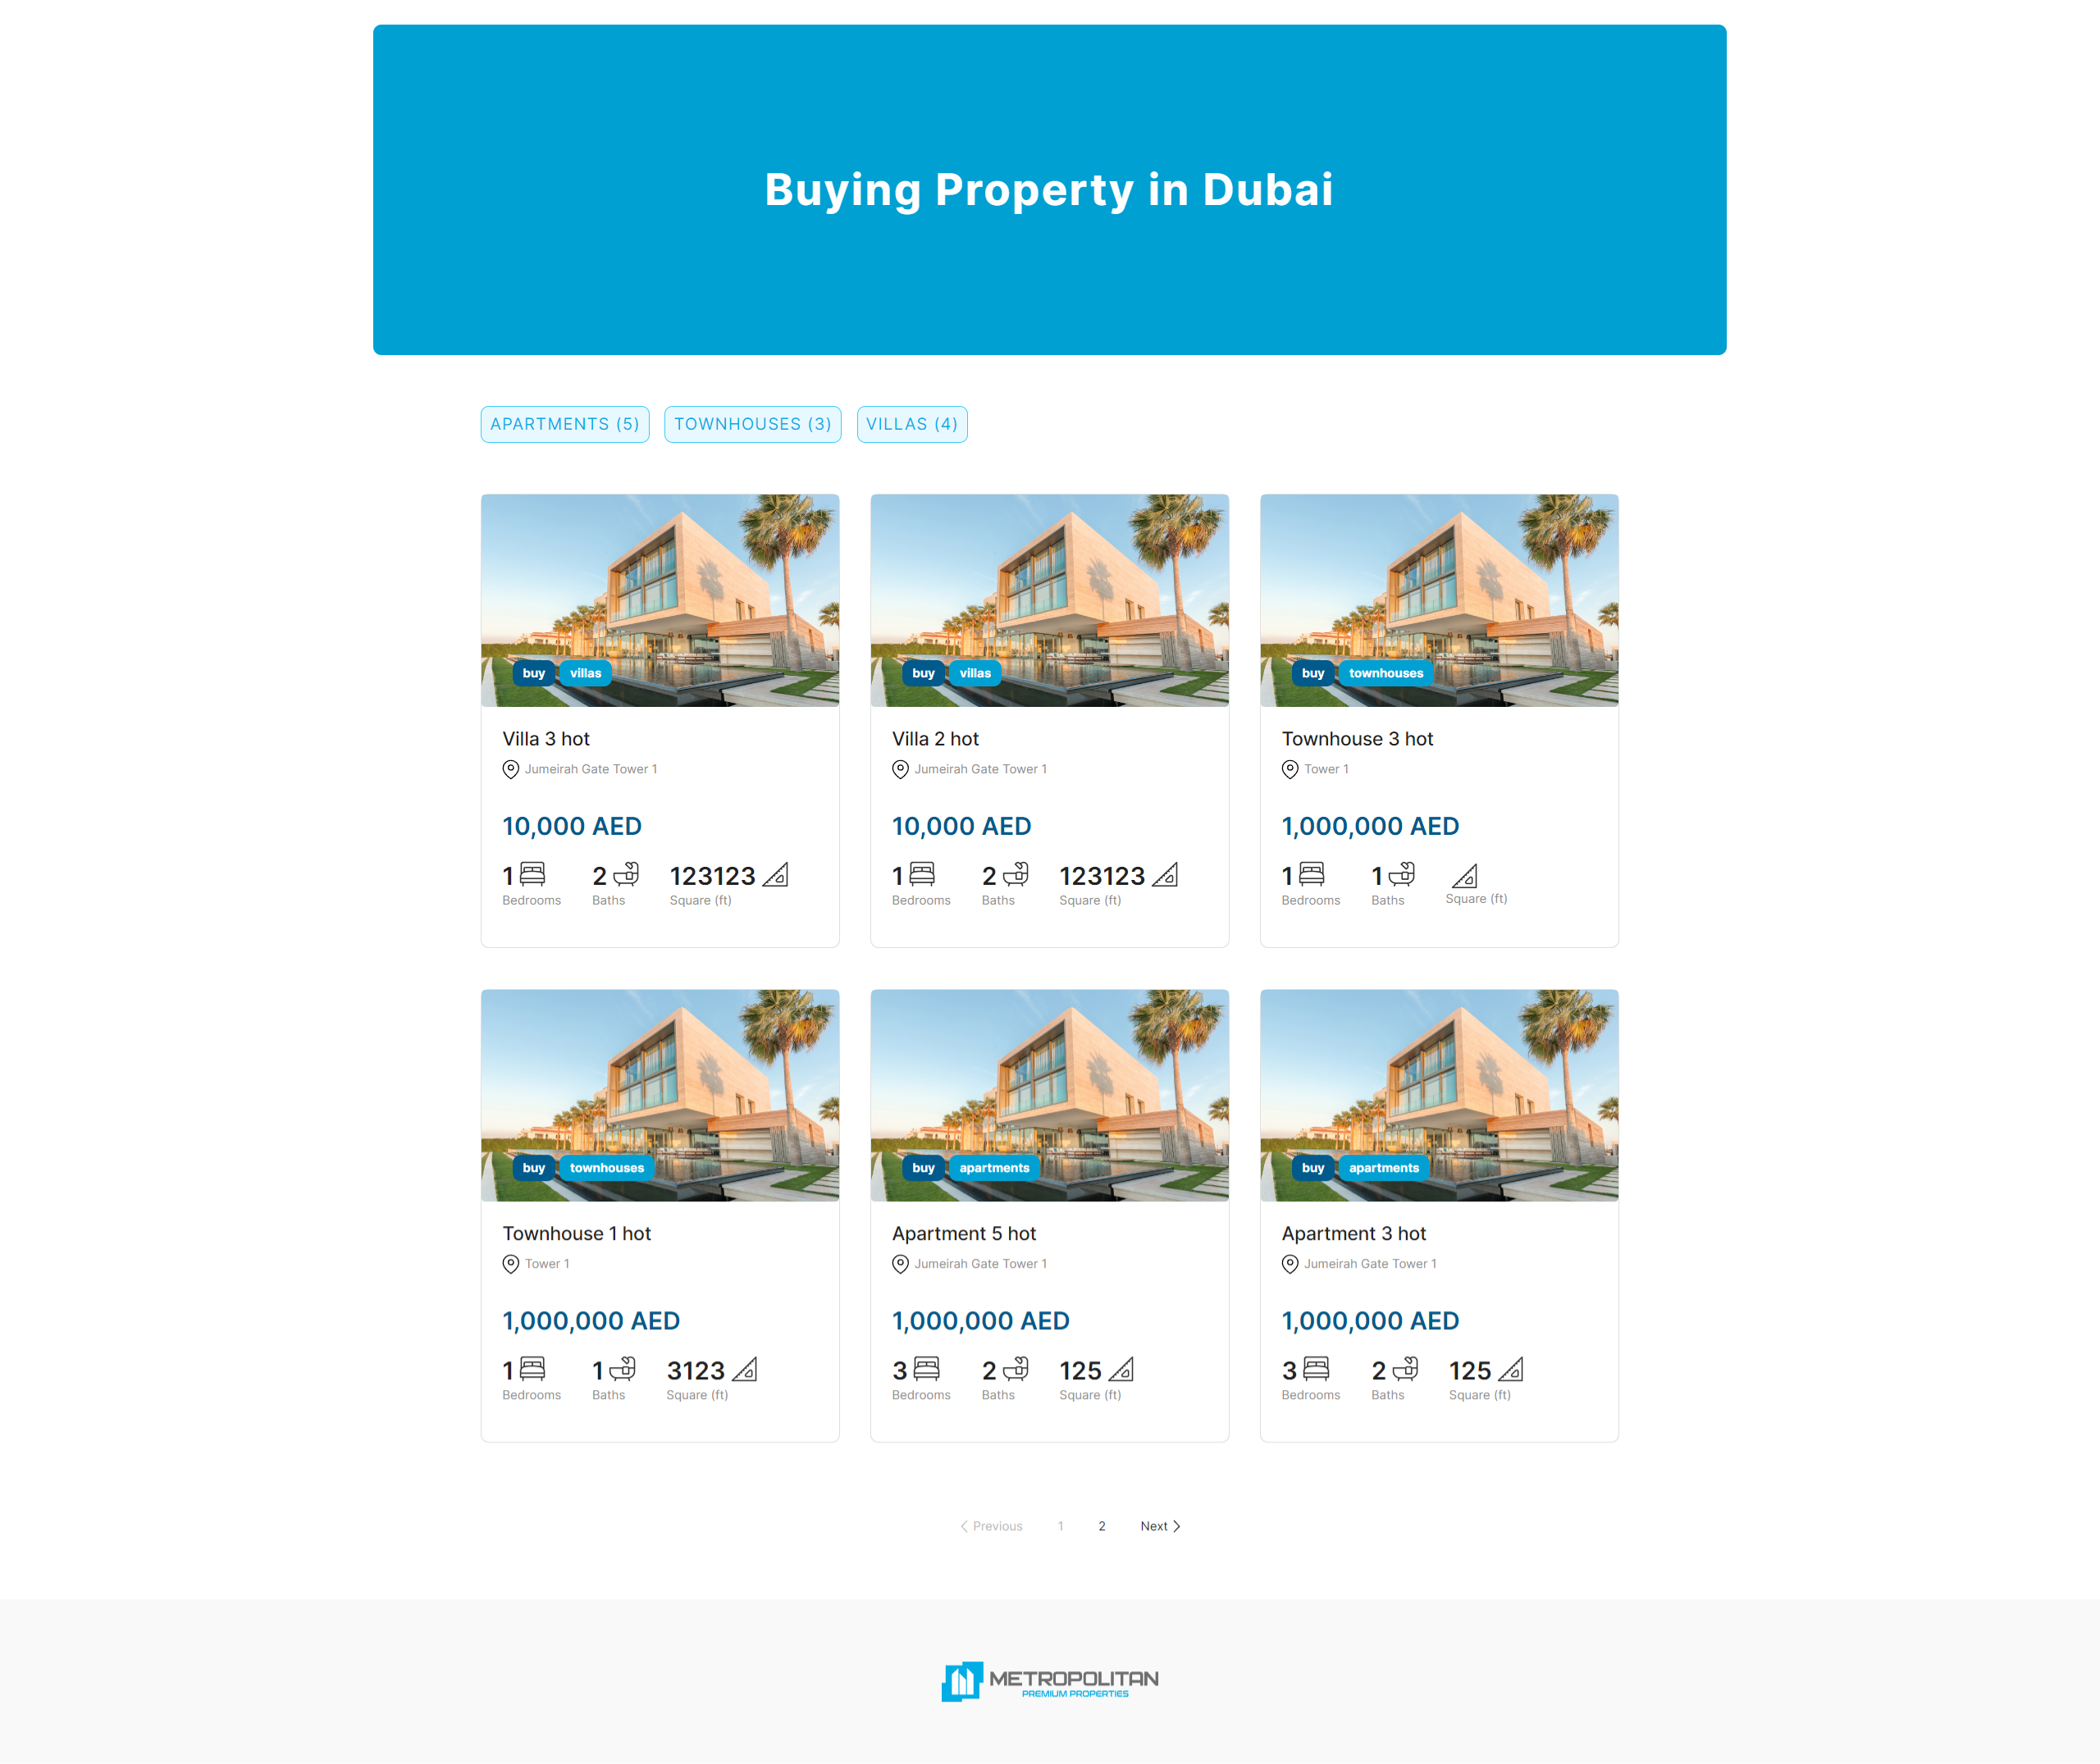 Buying Property in Dubai
APARTMENTS (5) TOWNHOUSES (3) VILLAS (4)
buy villas
Villa 3 hot
Jumeirah Gate Tower 1
10,000 AED
1 2 123123
Bedrooms Baths Square (ft)
buy villas
Villa 2 hot
Jumeirah Gate Tower 1
10,000 AED
1 2 123123
Bedrooms Baths Square (ft)
buy townhouses
Townhouse 3 hot
Tower 1
1,000,000 AED
1 1
Bedrooms Baths Square (ft)
buy townhouses
Townhouse 1 hot
Tower 1
1,000,000 AED
1 1 3123
Bedrooms Baths Square (ft)
buy apartments
Apartment 5 hot
Jumeirah Gate Tower 1
1,000,000 AED
3 2 125
Bedrooms Baths Square (ft)
buy apartments
Apartment 3 hot
Jumeirah Gate Tower 1
1,000,000 AED
3 2 125
Bedrooms Baths Square (ft)
Previous 1 2 Next
METROPOLITAN
PREMIUM PROPERTIES